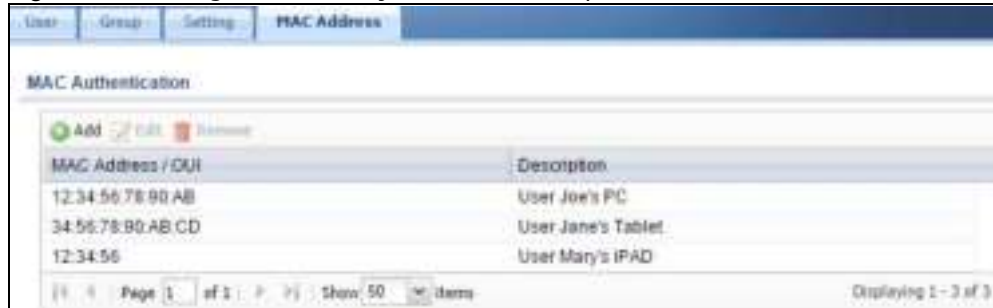 User Group Setting MAC Address
MAC Authentication
Add Edit Remove
MAC Address / OUI Description
12:34:56:78:90:AB User Joe's PC
34:56:78:90:AB:CD User Jane's Tablet
12:34:56 User Mary's iPAD
Page 1 of 1 Show 50 items Displaying 1 - 3 of 3